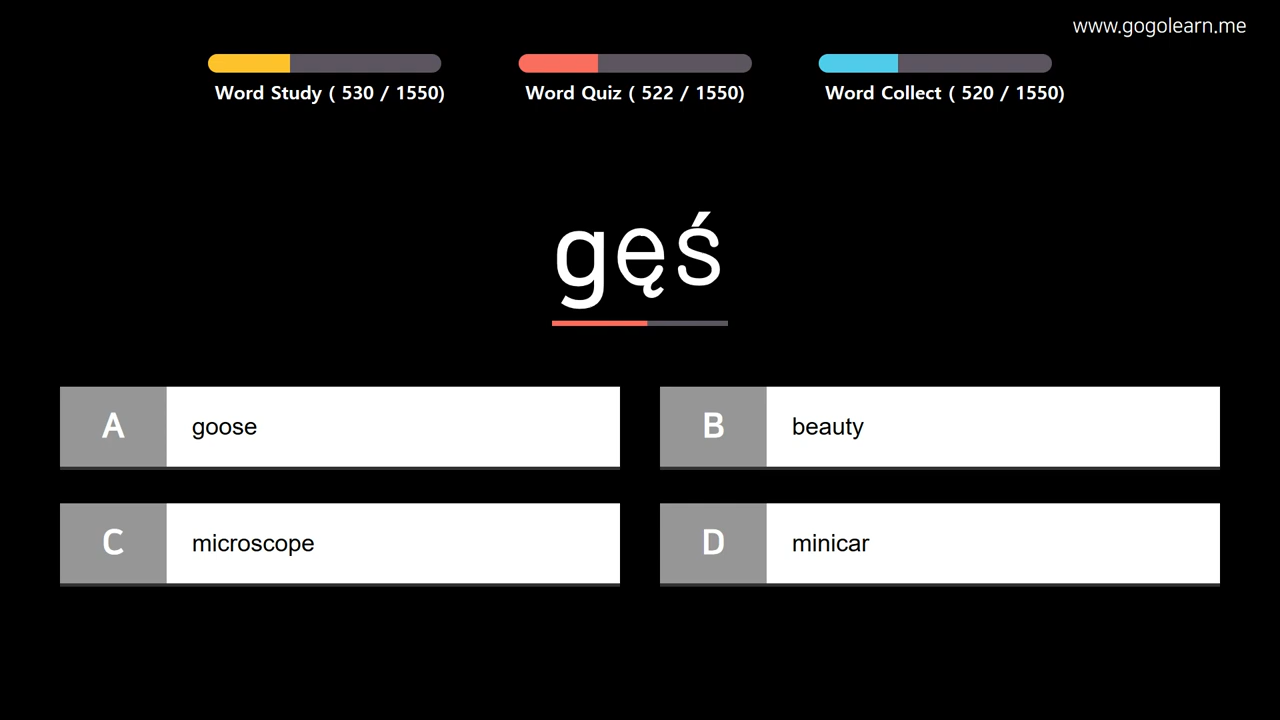 www.gogolearn.me
Word Study ( 530 / 1550)
Word Quiz ( 522 / 1550)
Word Collect ( 520 / 1550)
gęś
A goose
B beauty
C microscope
D minicar